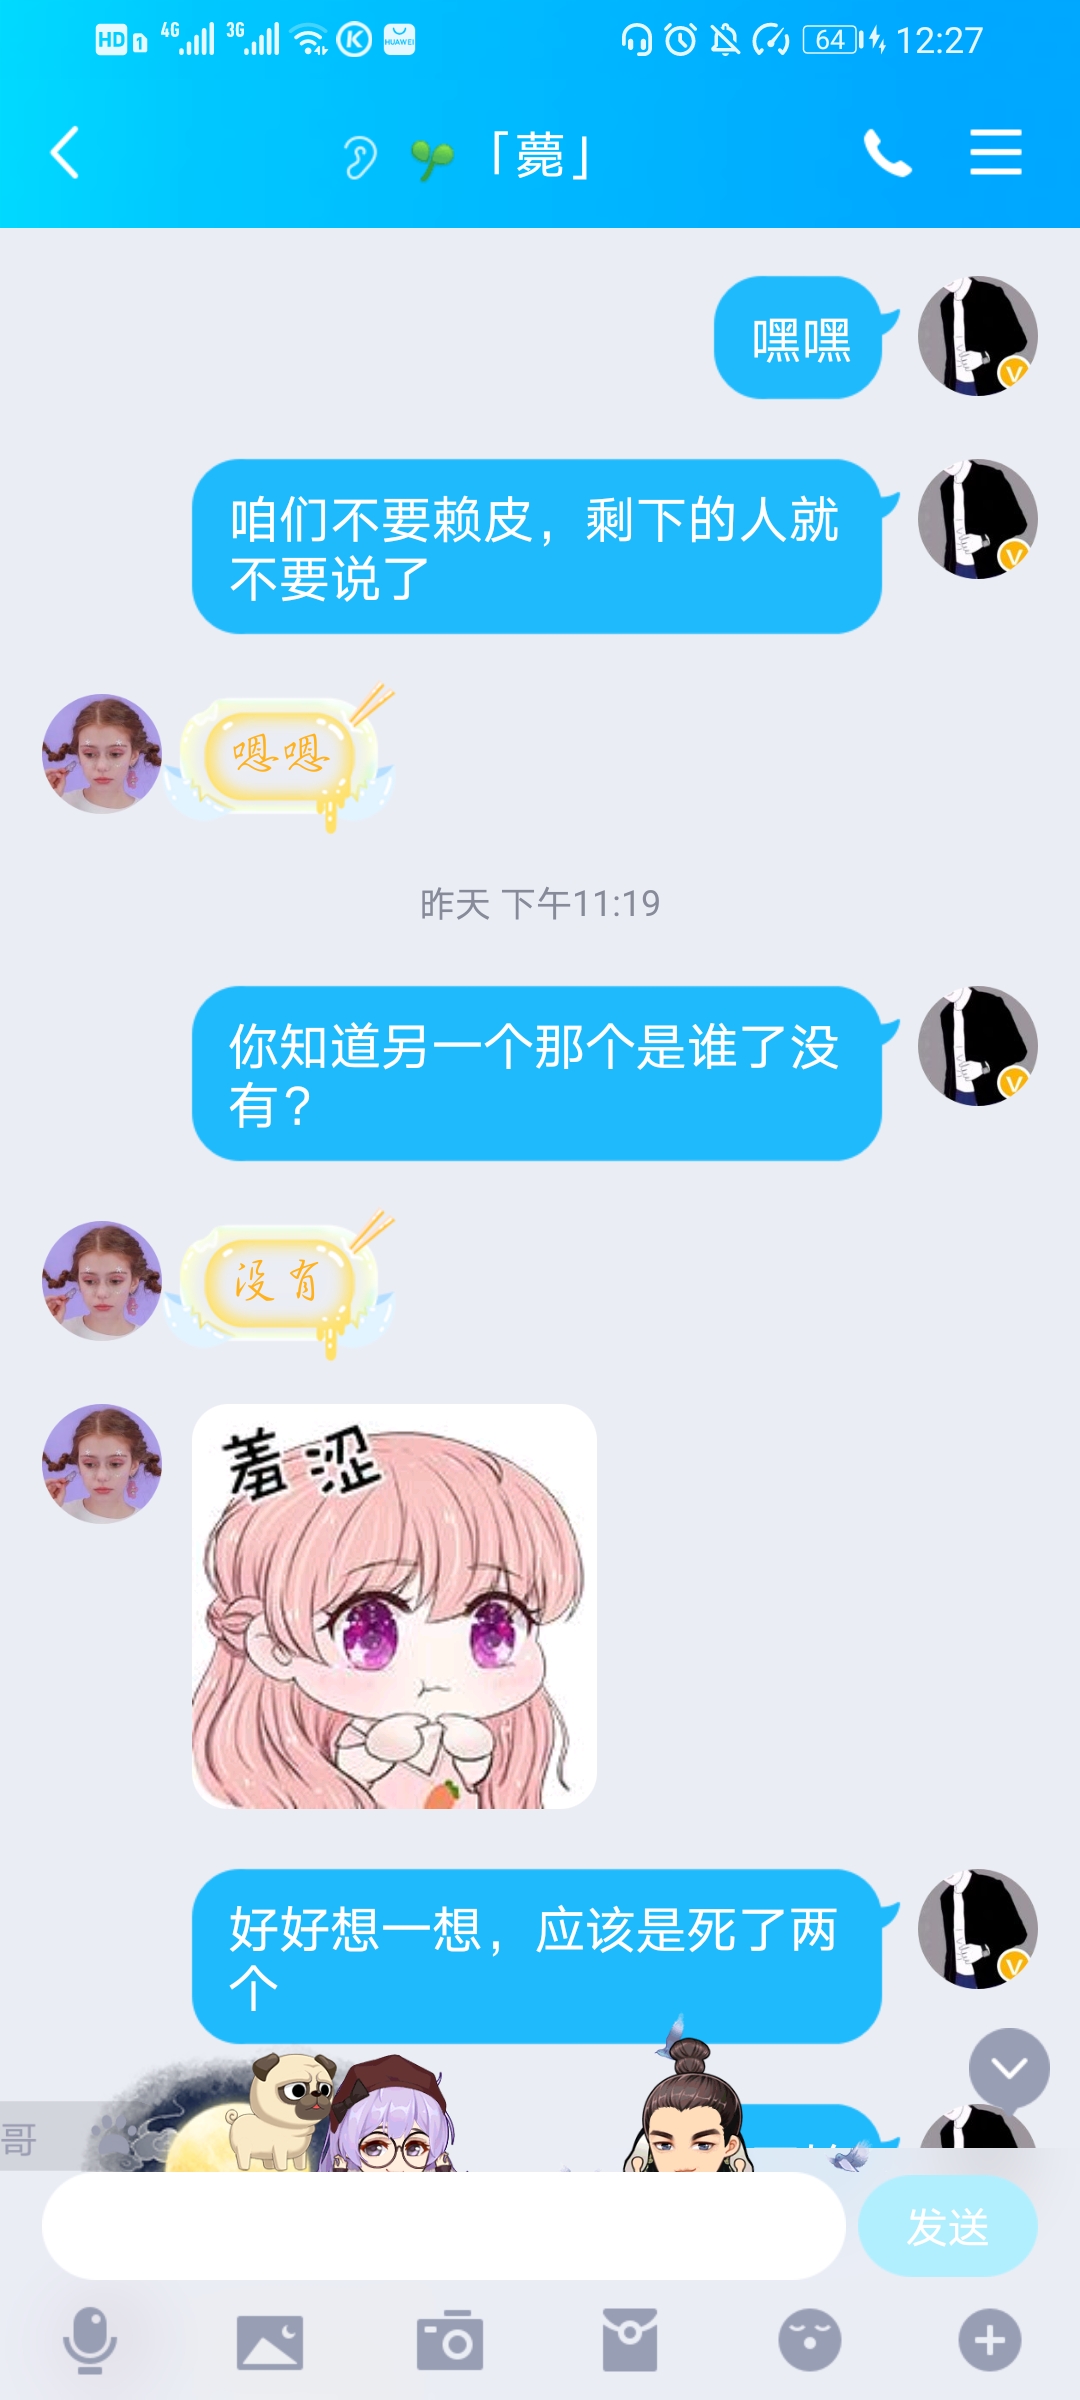 HD 1 4G 3G K HUAWEI 64 12:27
「薨」
嘿嘿
咱们不要赖皮，剩下的人就
不要说了
嗯嗯
昨天 下午11:19
你知道另一个那个是谁了没
有？
没有
羞涩
好好想一想，应该是死了两
个
哥
发送